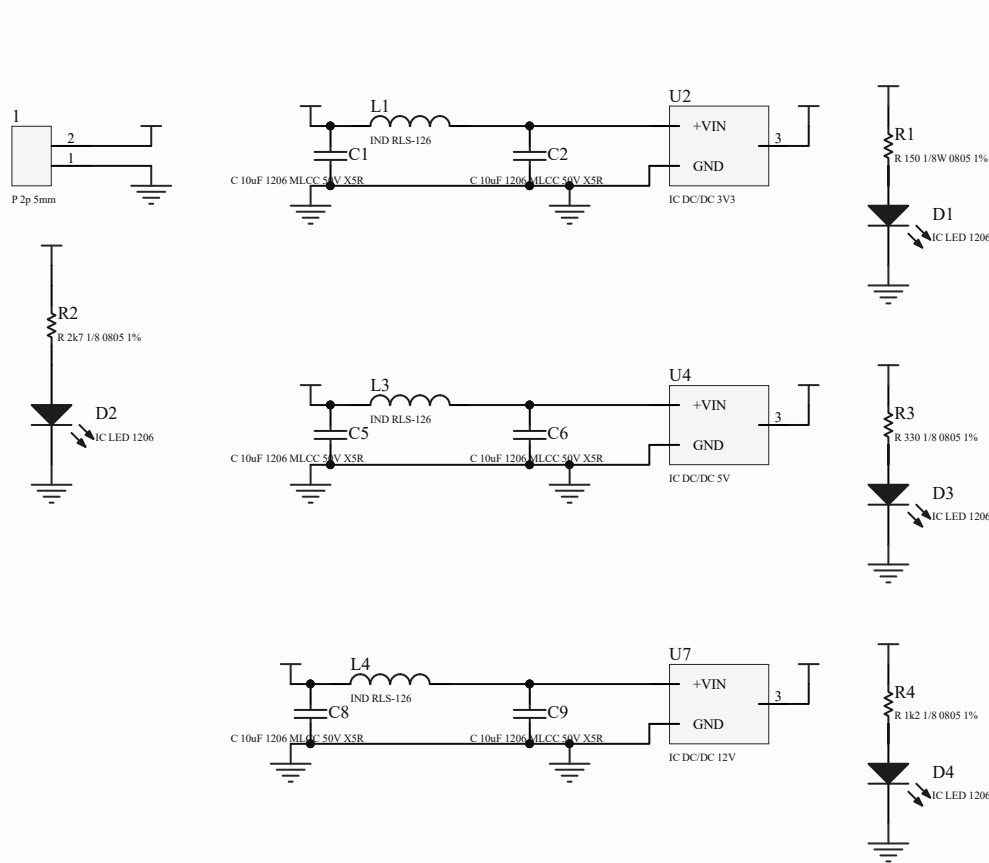 1
2
1
P 2p 5mm
R2
R 2k7 1/8 0805 1%
D2
IC LED 1206
L1
IND RLS-126
C1
C 10uF 1206 MLCC 50V X5R
C2
C 10uF 1206 MLCC 50V X5R
U2
+VIN
GND
3
IC DC/DC 3V3
R1
R 150 1/8W 0805 1%
D1
IC LED 1206
L3
IND RLS-126
C5
C 10uF 1206 MLCC 50V X5R
C6
C 10uF 1206 MLCC 50V X5R
U4
+VIN
GND
3
IC DC/DC 5V
R3
R 330 1/8 0805 1%
D3
IC LED 1206
L4
IND RLS-126
C8
C 10uF 1206 MLCC 50V X5R
C9
C 10uF 1206 MLCC 50V X5R
U7
+VIN
GND
3
IC DC/DC 12V
R4
R 1k2 1/8 0805 1%
D4
IC LED 1206